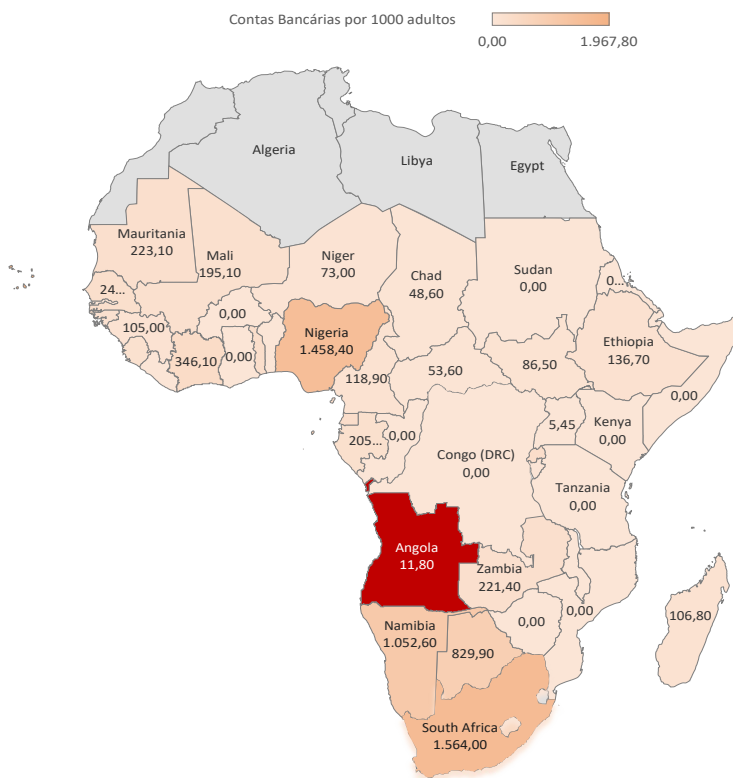 Contas Bancárias por 1000 adultos
0,00
1.967,80
Algeria
Libya
Egypt
Mauritania
223,10
Mali
195,10
Niger
73,00
Chad
48,60
Sudan
0,00
0...
24...
105,00
0,00
Nigeria
1.458,40
Ethiopia
136,70
346,10
0,00
118,90
53,60
86,50
0,00
205...
0,00
Congo (DRC)
0,00
5,45
Kenya
0,00
Tanzania
0,00
Angola
11,80
Zambia
221,40
Namibia
1.052,60
829,90
0,00
0,00
106,80
South Africa
1.564,00